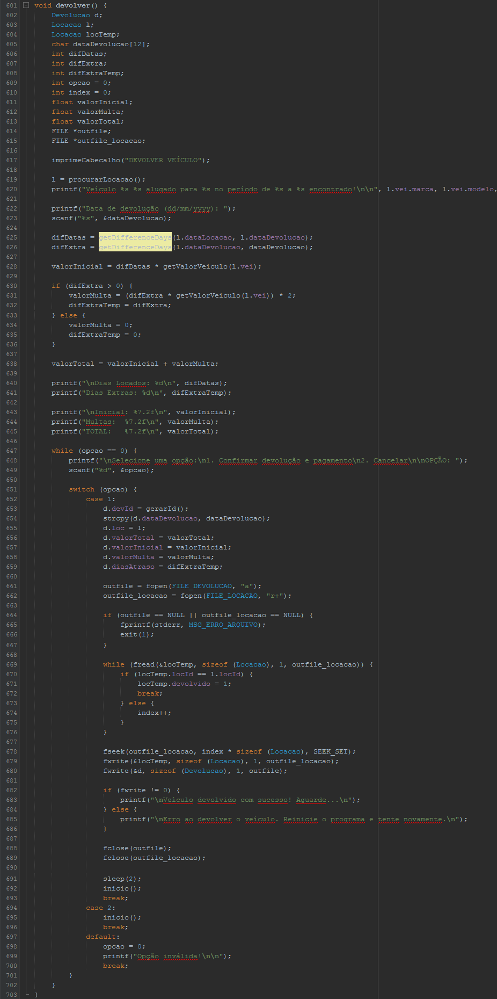 601 void devolver() {
602 Devolucao d;
603 Locacao l;
604 Locacao locTemp;
605 char dataDevolucao[12];
606 int difDatas;
607 int difExtra;
608 int difExtraTemp;
609 int opcao = 0;
610 int index = 0;
611 float valorInicial;
612 float valorMulta;
613 float valorTotal;
614 FILE *outfile;
615 FILE *outfile_locacao;
616
617 imprimeCabecalho("DEVOLVER VEÍCULO");
618
619 l = procurarLocacao();
620 printf("Veículo %s %s alugado para %s no período de %s a %s encontrado!\n\n", l.vei.marca, l.vei.modelo,
621
622 printf("Data de devolução (dd/mm/yyyy): ");
623 scanf("%s", &dataDevolucao);
624
625 difDatas = getDifferenceDays(l.dataLocacao, l.dataDevolucao);
626 difExtra = getDifferenceDays(l.dataDevolucao, dataDevolucao);
627
628 valorInicial = difDatas * getValorVeiculo(l.vei);
629
630 if (difExtra > 0) {
631 valorMulta = (difExtra * getValorVeiculo(l.vei)) * 2;
632 difExtraTemp = difExtra;
633 } else {
634 valorMulta = 0;
635 difExtraTemp = 0;
636 }
637
638 valorTotal = valorInicial + valorMulta;
639
640 printf("\nDias Locados: %d\n", difDatas);
641 printf("Dias Extras: %d\n", difExtraTemp);
642
643 printf("\nInicial: %7.2f\n", valorInicial);
644 printf("Multas:  %7.2f\n", valorMulta);
645 printf("TOTAL:   %7.2f\n", valorTotal);
646
647 while (opcao == 0) {
648 printf("\nSelecione uma opção:\n1. Confirmar devolução e pagamento\n2. Cancelar\n\nOPÇÃO: ");
649 scanf("%d", &opcao);
650
651 switch (opcao) {
652 case 1:
653 d.devId = gerarId();
654 strcpy(d.dataDevolucao, dataDevolucao);
655 d.loc = l;
656 d.valorTotal = valorTotal;
657 d.valorInicial = valorInicial;
658 d.valorMulta = valorMulta;
659 d.diasAtraso = difExtraTemp;
660
661 outfile = fopen(FILE_DEVOLUCAO, "a");
662 outfile_locacao = fopen(FILE_LOCACAO, "r+");
663
664 if (outfile == NULL || outfile_locacao == NULL) {
665 fprintf(stderr, MSG_ERRO_ARQUIVO);
666 exit(1);
667 }
668
669 while (fread(&locTemp, sizeof (Locacao), 1, outfile_locacao)) {
670 if (locTemp.locId == l.locId) {
671 locTemp.devolvido = 1;
672 break;
673 } else {
674 index++;
675 }
676 }
677
678 fseek(outfile_locacao, index * sizeof (Locacao), SEEK_SET);
679 fwrite(&locTemp, sizeof (Locacao), 1, outfile_locacao);
680 fwrite(&d, sizeof (Devolucao), 1, outfile);
681
682 if (fwrite != 0) {
683 printf("\nVeículo devolvido com sucesso! Aguarde...\n");
684 } else {
685 printf("\nErro ao devolver o veículo. Reinicie o programa e tente novamente.\n");
686 }
687
688 fclose(outfile);
689 fclose(outfile_locacao);
690
691 sleep(2);
692 inicio();
693 break;
694 case 2:
695 inicio();
696 break;
697 default:
698 opcao = 0;
699 printf("Opção inválida!\n\n");
700 break;
701 }
702 }
703 }